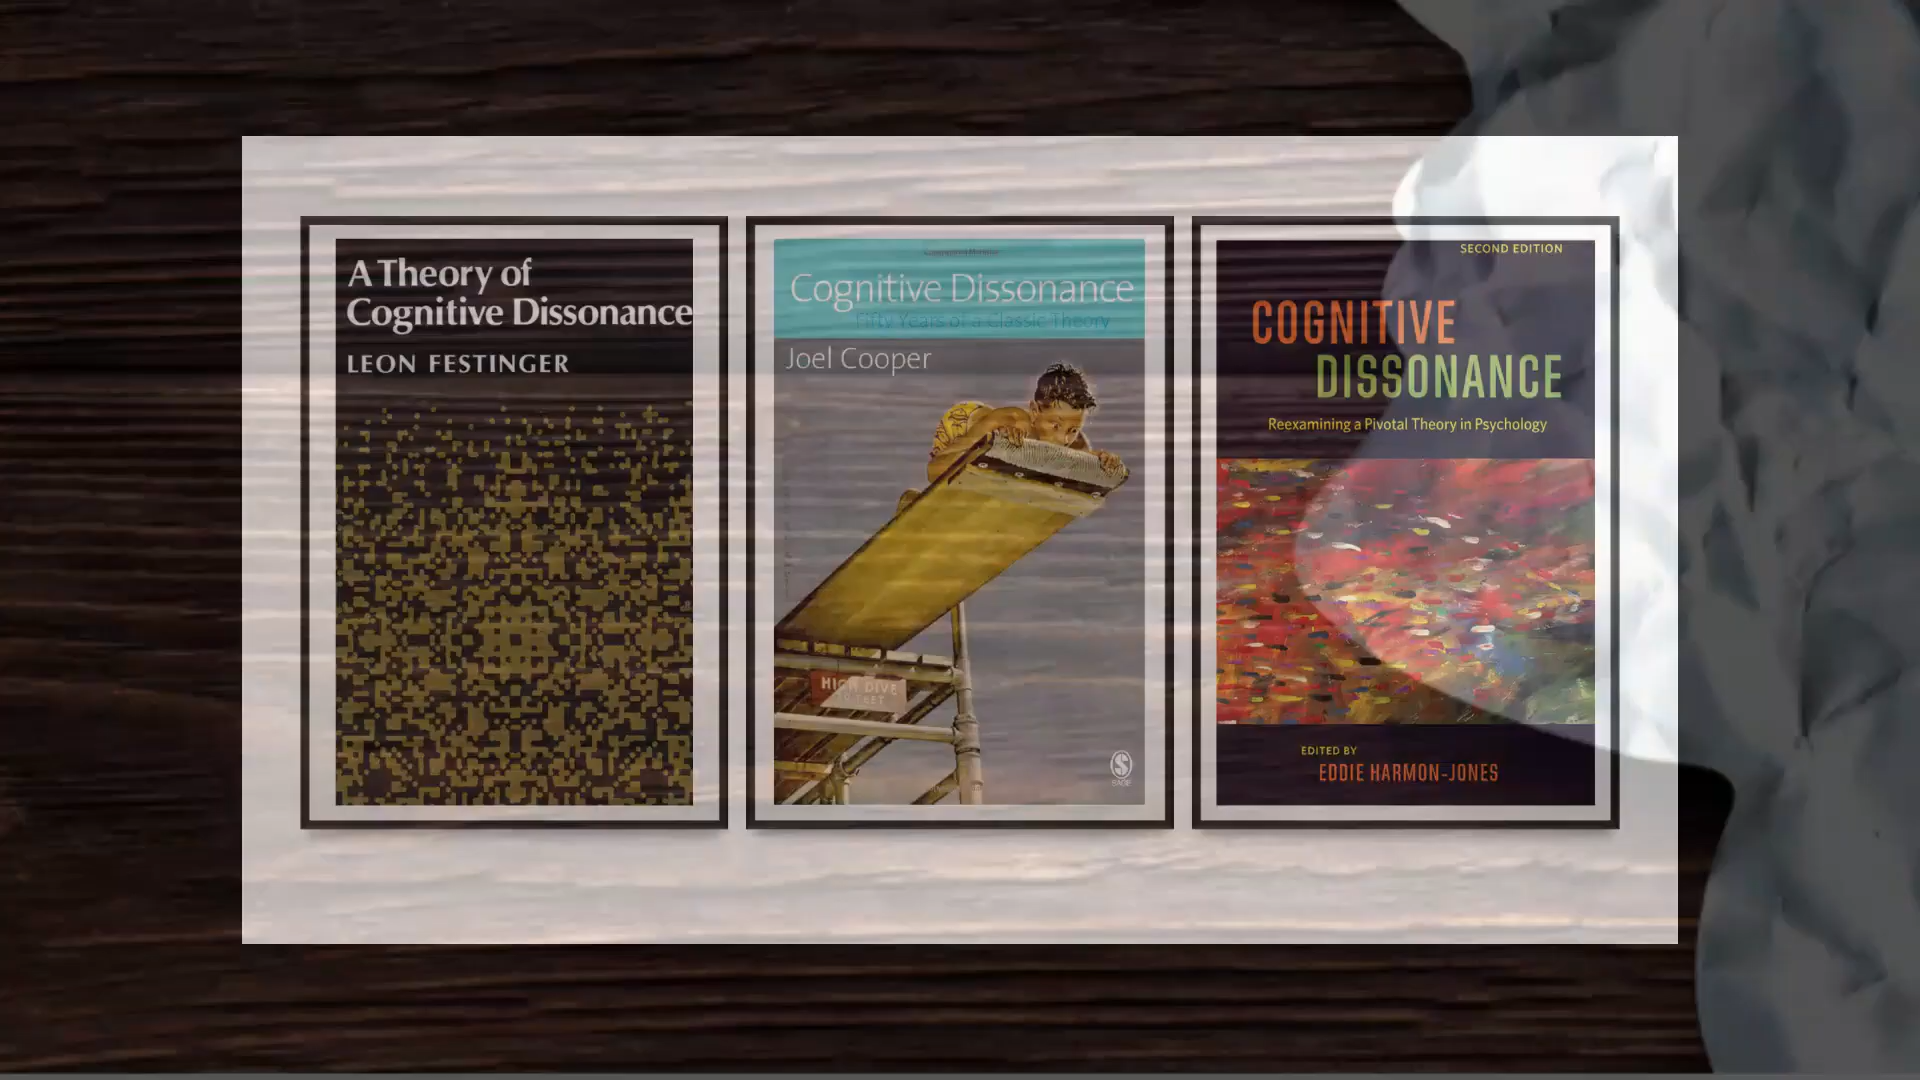 A Theory of
Cognitive Dissonance
LEON FESTINGER
Cognitive Dissonance
Fifty Years of a Classic Theory
Joel Cooper
HIGH DIVE
SAGE
SECOND EDITION
COGNITIVE
DISSONANCE
Reexamining a Pivotal Theory in Psychology
EDITED BY
EDDIE HARMON-JONES